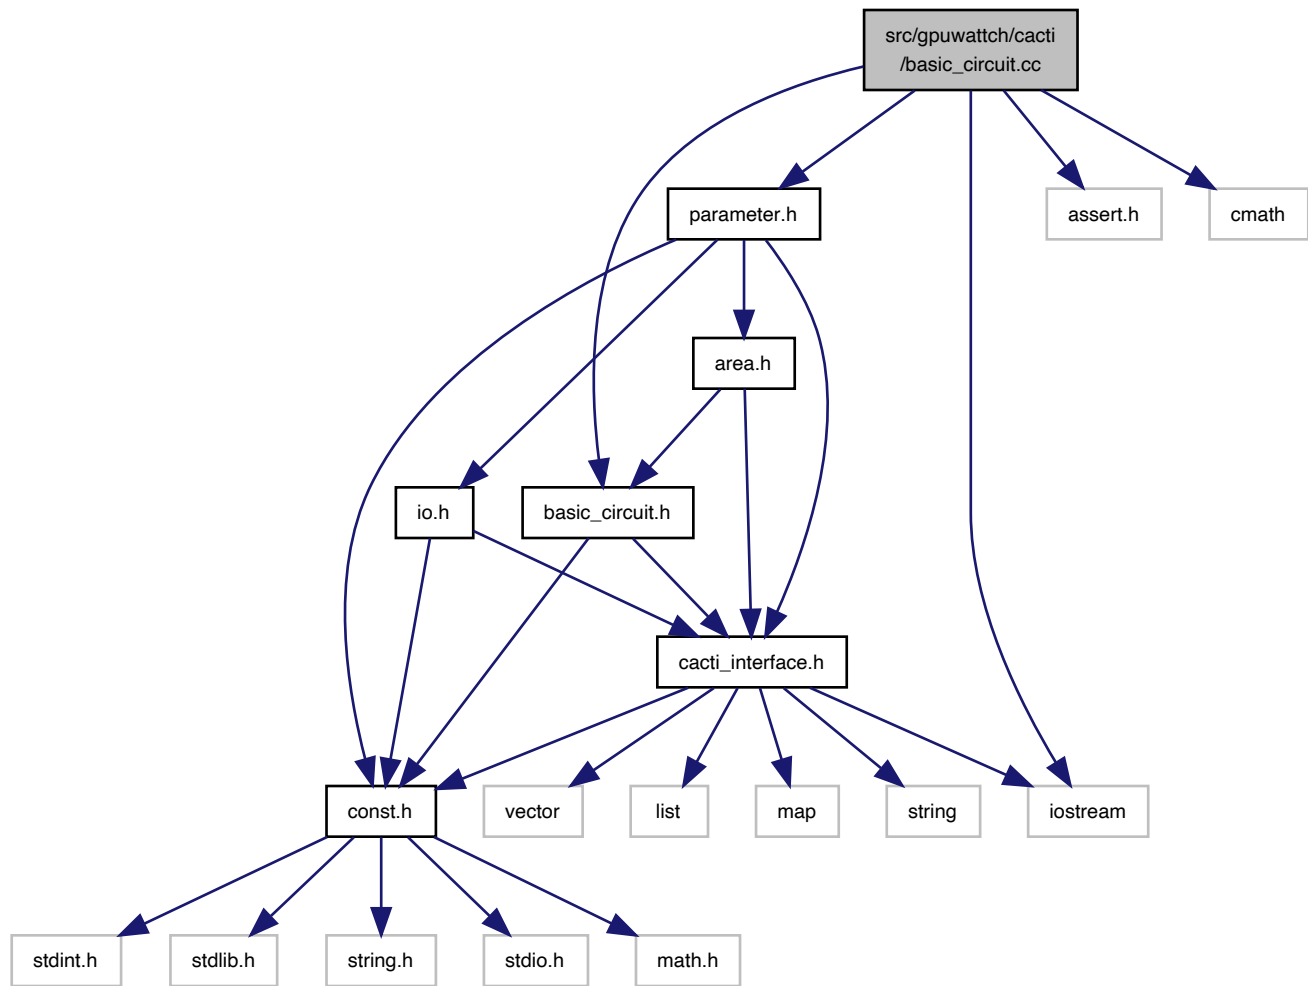 src/gpuwattch/cacti
/basic_circuit.cc
parameter.h
assert.h
cmath
area.h
io.h
basic_circuit.h
cacti_interface.h
const.h
vector
list
map
string
iostream
stdint.h
stdlib.h
string.h
stdio.h
math.h